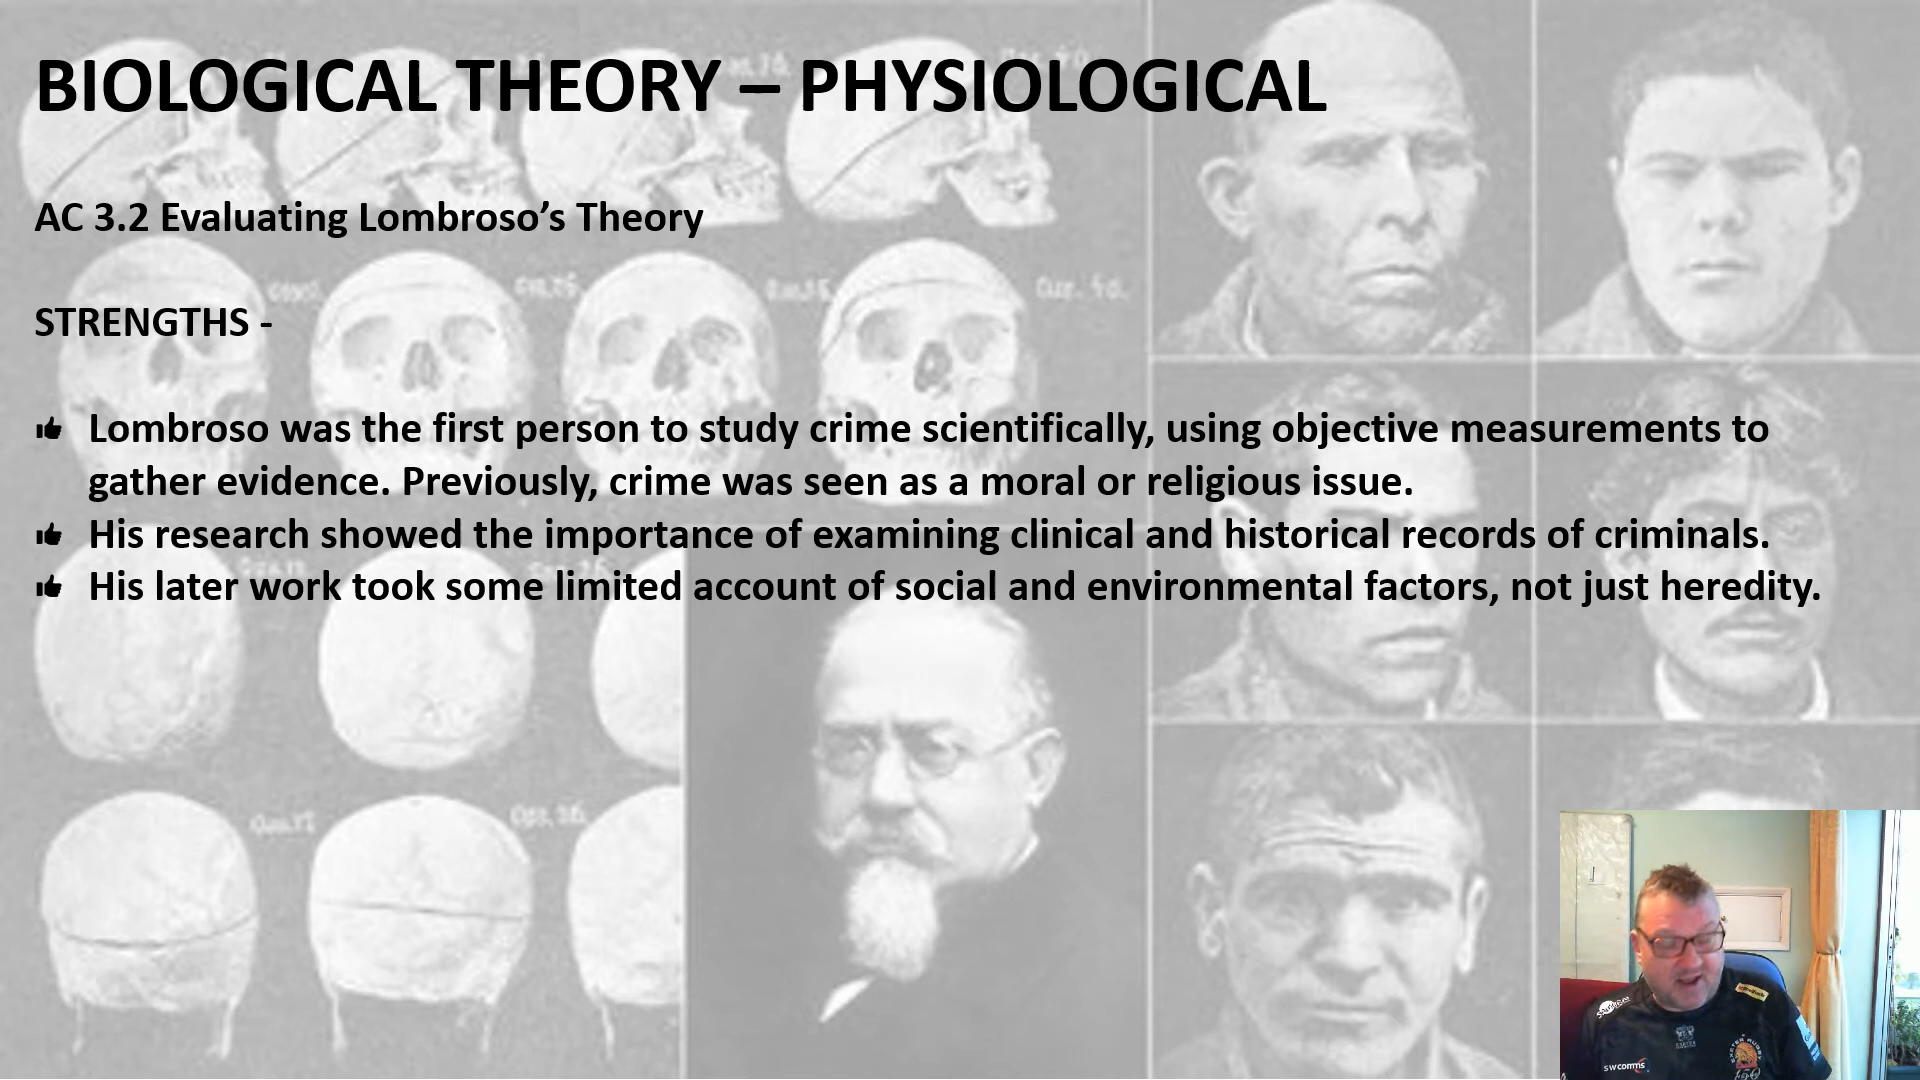 BIOLOGICAL THEORY – PHYSIOLOGICAL
AC 3.2 Evaluating Lombroso’s Theory
STRENGTHS -
Lombroso was the first person to study crime scientifically, using objective measurements to
gather evidence. Previously, crime was seen as a moral or religious issue.
His research showed the importance of examining clinical and historical records of criminals.
His later work took some limited account of social and environmental factors, not just heredity.
swcomms